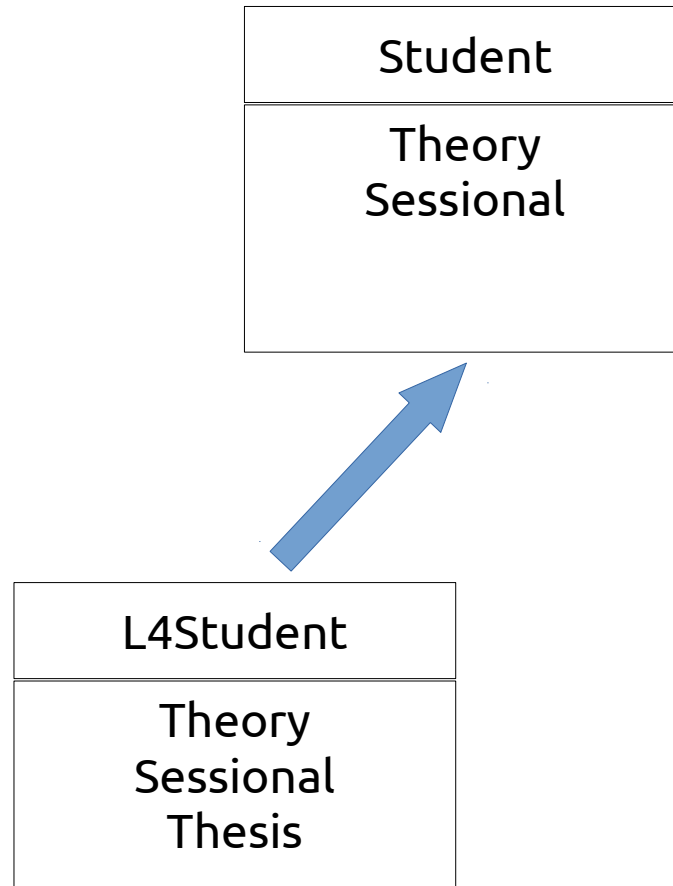 Student
Theory
Sessional
L4Student
Theory
Sessional
Thesis